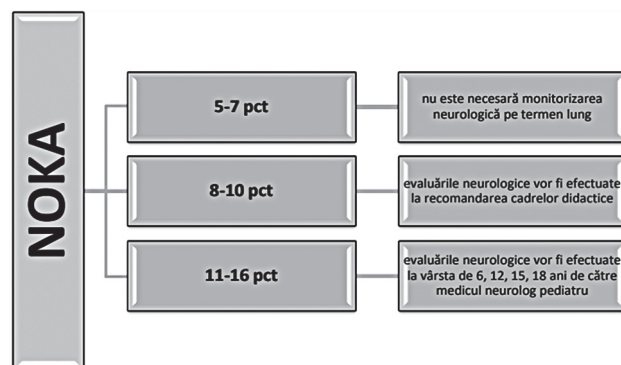 NOKA
5-7 pct
nu este necesară monitorizarea
neurologică pe termen lung
8-10 pct
evaluările neurologice vor fi efectuate
la recomandarea cadrelor didactice
11-16 pct
evaluările neurologice vor fi efectuate
la vârsta de 6, 12, 15, 18 ani de către
medicul neurolog pediatru